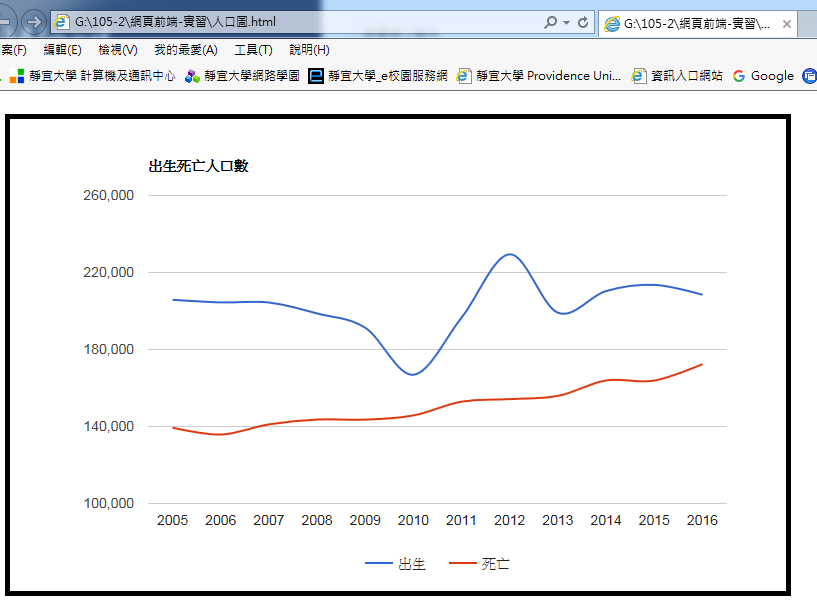 G:\105-2\網頁前端-實習\人口圖.html
G:\105-2\網頁前端-實習\...
案(F) 編輯(E) 檢視(V) 我的最愛(A) 工具(T) 說明(H)
靜宜大學 計算機及通訊中心 靜宜大學網路學園 靜宜大學_e校園服務網 靜宜大學 Providence Uni... 資訊入口網站 Google
出生死亡人口數
260,000
220,000
180,000
140,000
100,000
2005 2006 2007 2008 2009 2010 2011 2012 2013 2014 2015 2016
出生 死亡